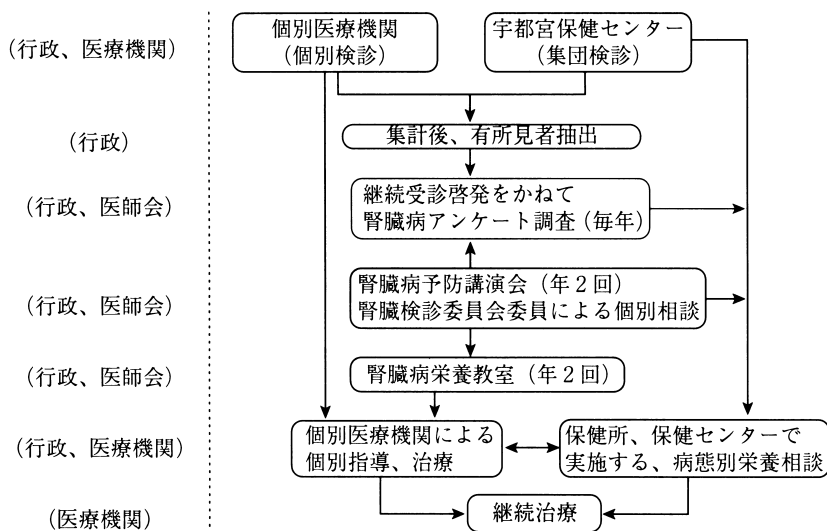 (行政、医療機関)
個別医療機関
(個別検診)
宇都宮保健センター
(集団検診)
(行政)
集計後、有所見者抽出
(行政、医師会)
継続受診啓発をかねて
腎臓病アンケート調査(毎年)
(行政、医師会)
腎臓病予防講演会(年2回)
腎臓検診委員会委員による個別相談
(行政、医師会)
腎臓病栄養教室(年2回)
(行政、医療機関)
個別医療機関による
個別指導、治療
保健所、保健センターで
実施する、病態別栄養相談
(医療機関)
継続治療